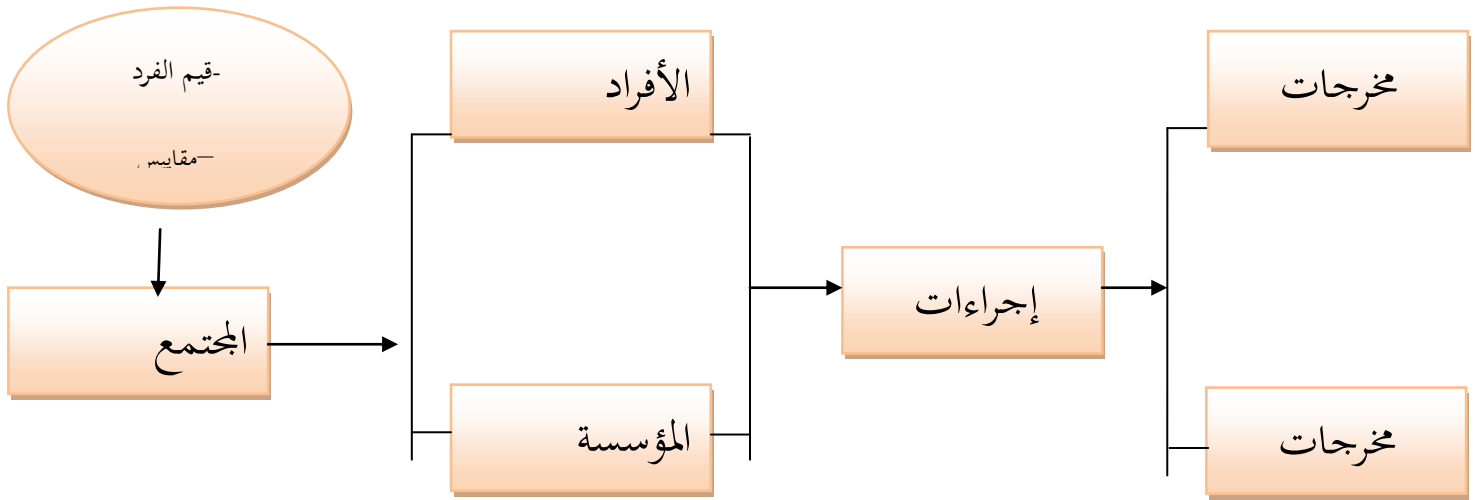 -قيم الفرد
–مقاييس
المجتمع
الأفراد
المؤسسة
إجراءات
مخرجات
مخرجات